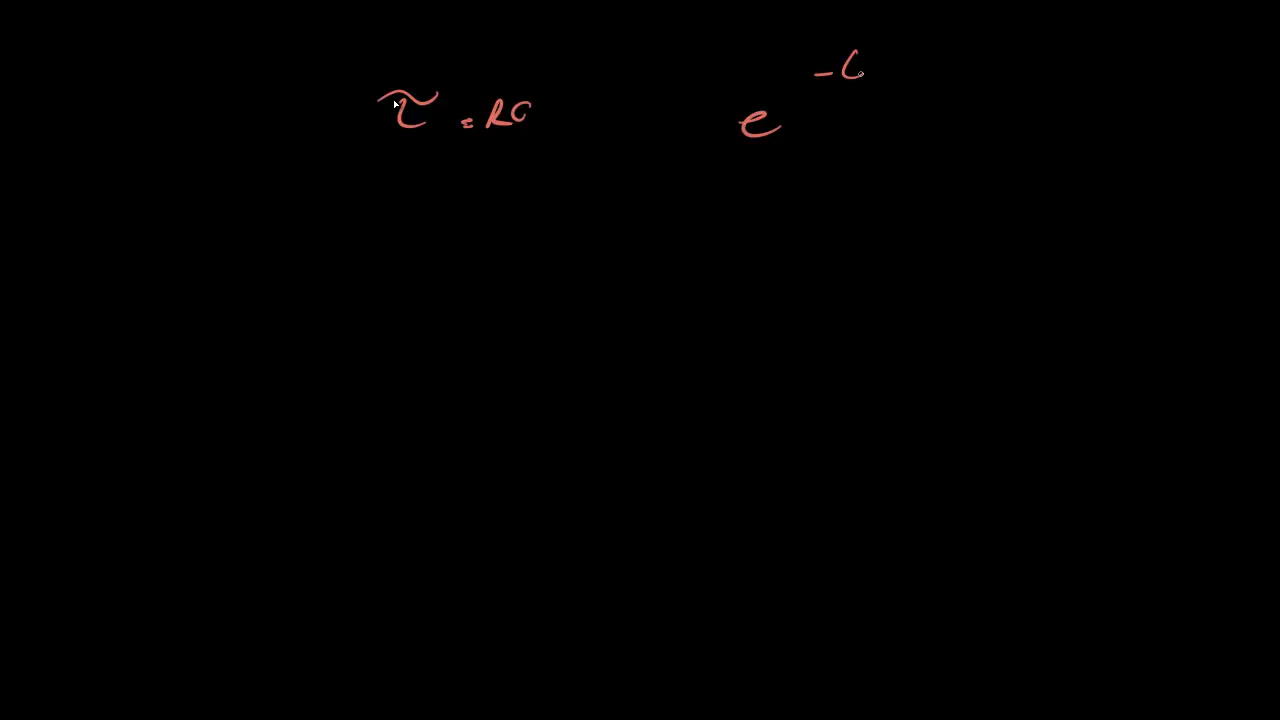 τ = RC e^-